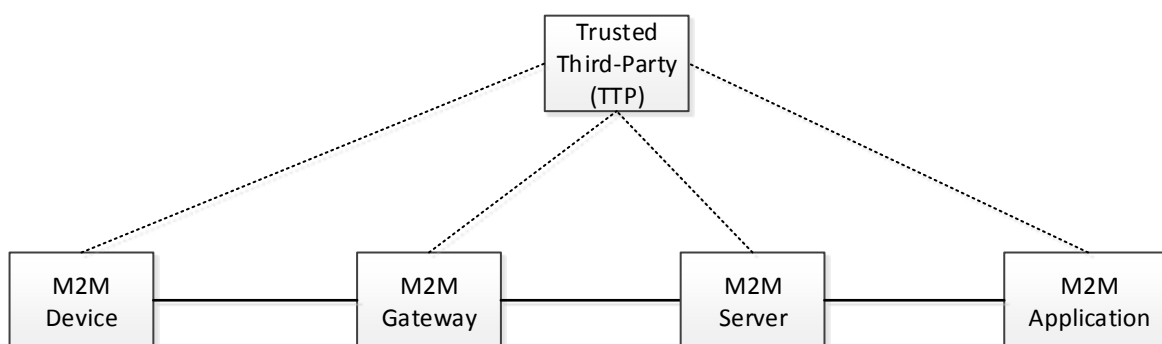 Trusted
Third-Party
(TTP)
M2M
Device
M2M
Gateway
M2M
Server
M2M
Application